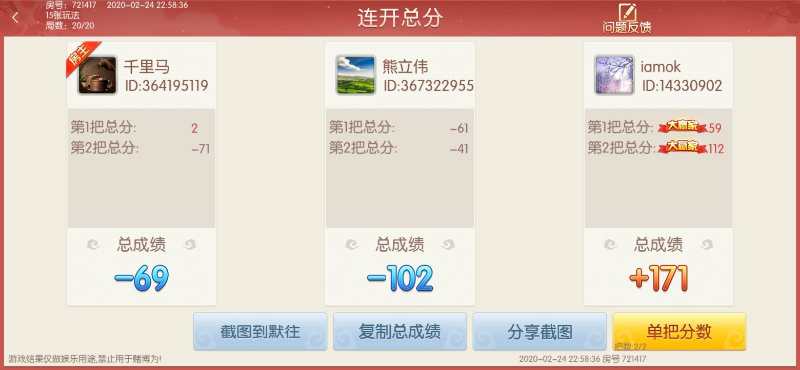 房号: 721417 2020-02-24 22:58:36
15张玩法
局数: 20/20
连开总分
问题反馈
房主
千里马
ID:364195119
第1把总分: 2
第2把总分: -71
总成绩
-69
熊立伟
ID:367322955
第1把总分: -61
第2把总分: -41
总成绩
-102
iamok
ID:14330902
第1把总分: 大赢家 59
第2把总分: 大赢家 112
总成绩
+171
截图到默往
复制总成绩
分享截图
单把分数
把数:2/2
游戏结果仅做娱乐用途,禁止用于赌博为!
2020-02-24 22:58:36 房号 721417